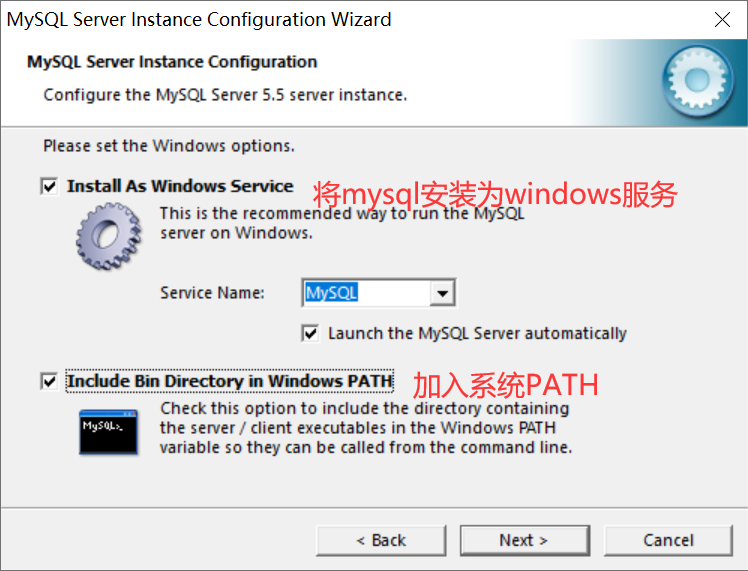 MySQL Server Instance Configuration Wizard
MySQL Server Instance Configuration
Configure the MySQL Server 5.5 server instance.
Please set the Windows options.
Install As Windows Service
将mysql安装为windows服务
This is the recommended way to run the MySQL
server on Windows.
Service Name:
MySQL
Launch the MySQL Server automatically
Include Bin Directory in Windows PATH
加入系统PATH
MySQL>_
Check this option to include the directory containing
the server / client executables in the Windows PATH
variable so they can be called from the command line.
< Back
Next >
Cancel